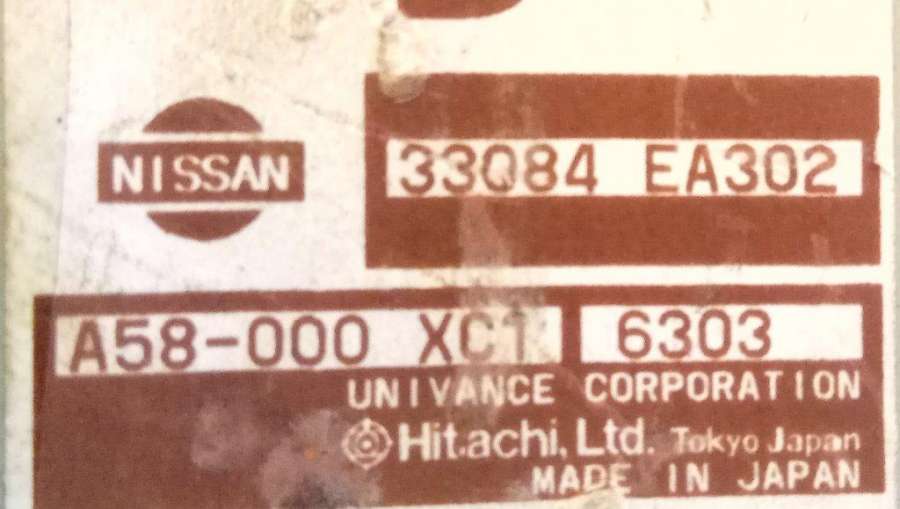 NISSAN
33084 EA302
A58-000 XC1
6303
UNIVANCE CORPORATION
Hitachi, Ltd. Tokyo Japan
MADE IN JAPAN